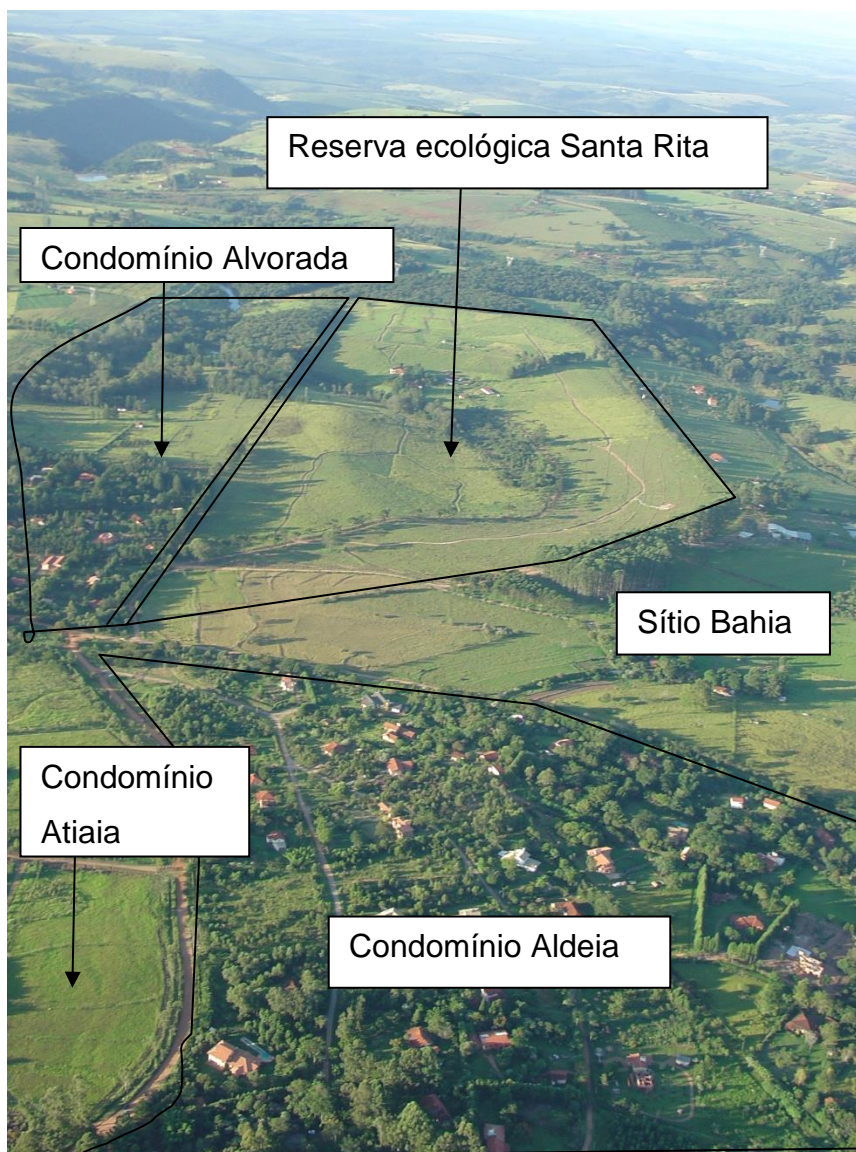 Reserva ecológica Santa Rita
Condomínio Alvorada
Sítio Bahia
Condomínio
Atiaia
Condomínio Aldeia